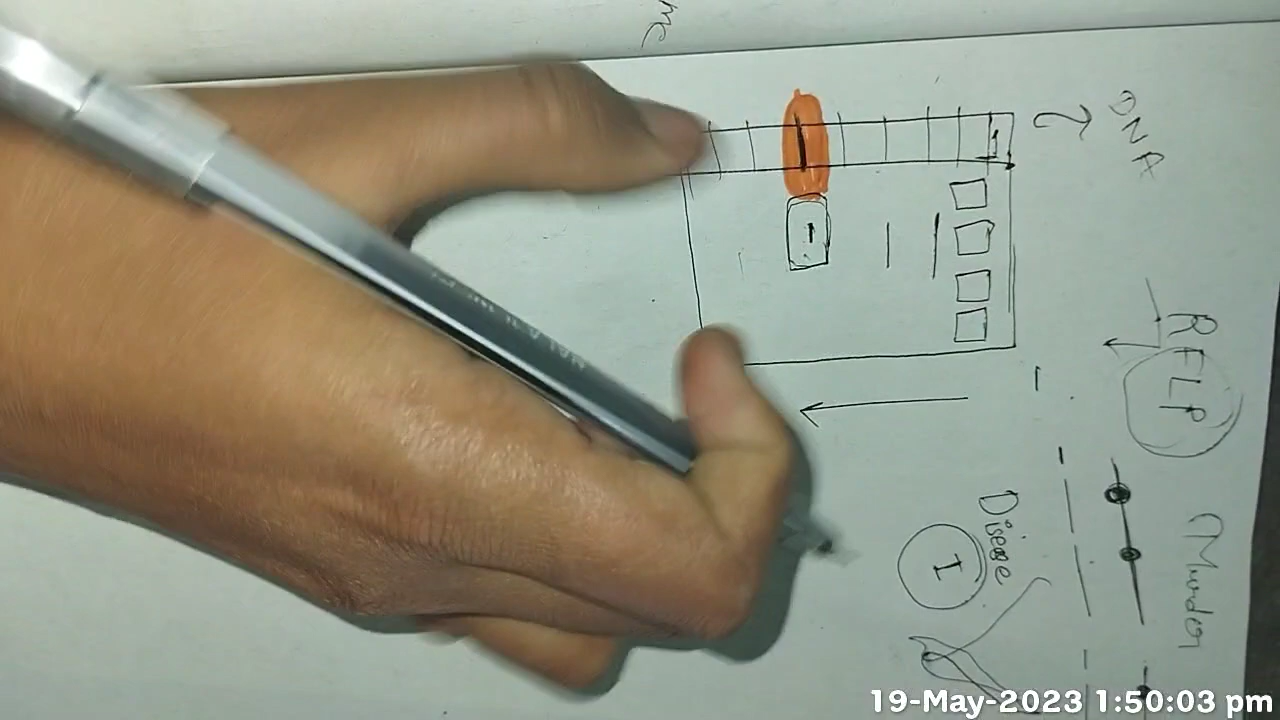 DNA
RFLP
(Murder
Disease
I
19-May-2023 1:50:03 pm